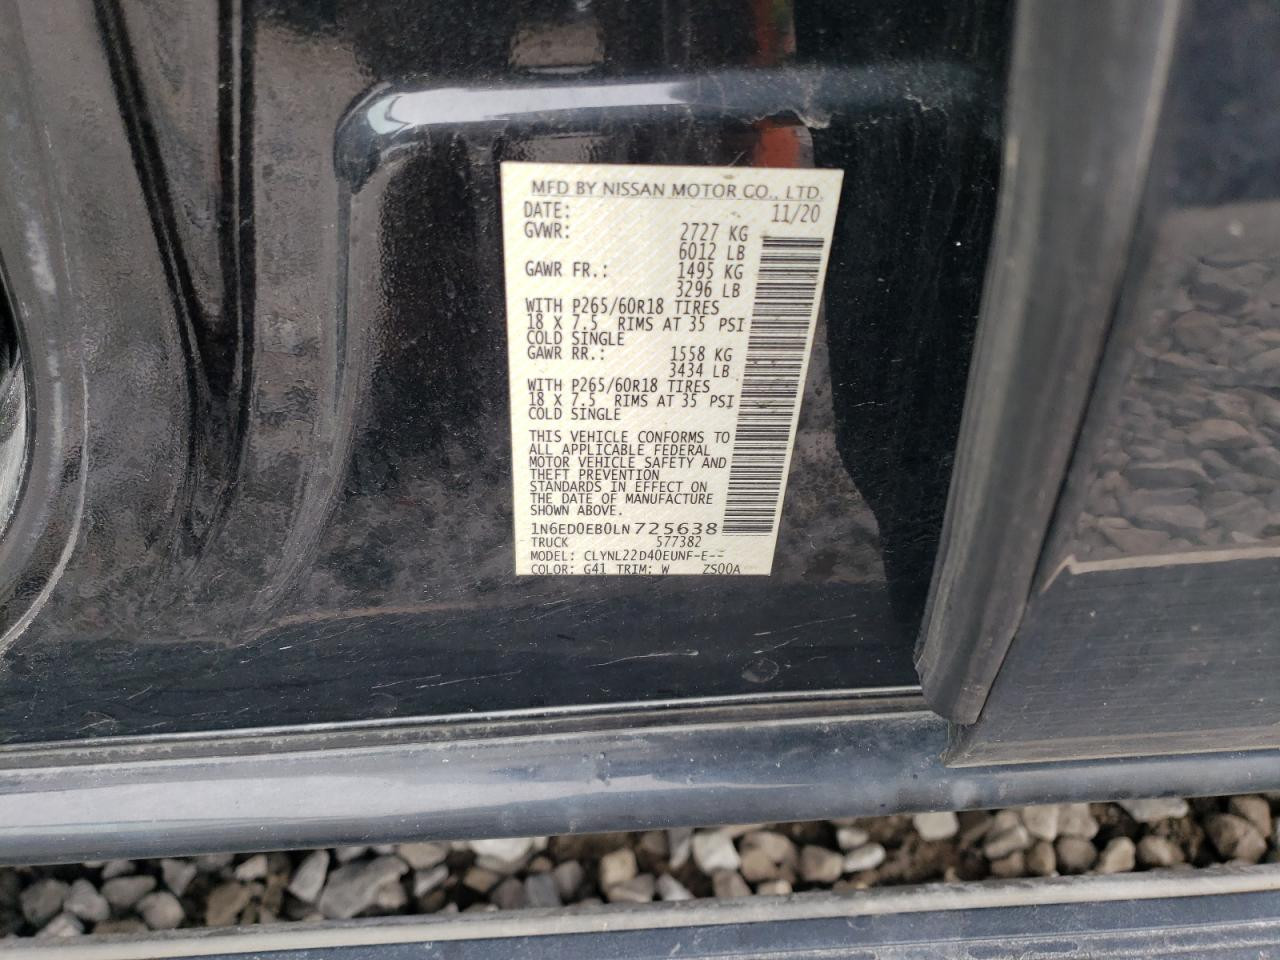 MFD BY NISSAN MOTOR CO., LTD.
DATE: 11/20
GVWR: 2727 KG
6012 LB
GAWR FR.: 1495 KG
3296 LB
WITH P265/60R18 TIRES
18 X 7.5 RIMS AT 35 PSI
COLD SINGLE
GAWR RR.: 1558 KG
3434 LB
WITH P265/60R18 TIRES
18 X 7.5 RIMS AT 35 PSI
COLD SINGLE
THIS VEHICLE CONFORMS TO
ALL APPLICABLE FEDERAL
MOTOR VEHICLE SAFETY AND
THEFT PREVENTION
STANDARDS IN EFFECT ON
THE DATE OF MANUFACTURE
SHOWN ABOVE.
1N6ED0EB0LN725638
TRUCK 577382
MODEL: CLYNL22D40EUNF-E--
COLOR: G41 TRIM: W ZS00A